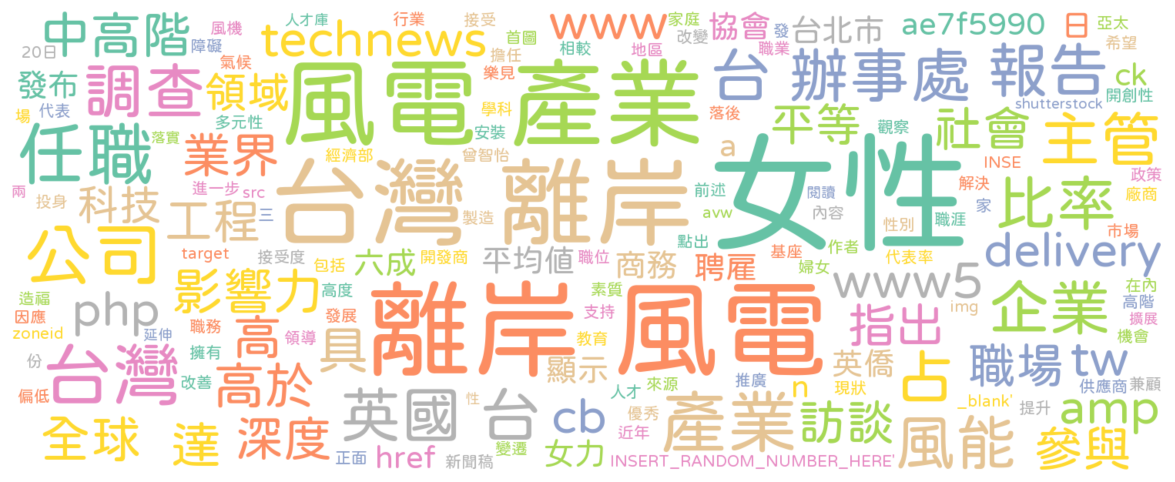 中高階
20日
障礙
風機
人才庫
行業
接受
technews
首圖
相較
家庭
改變
地區
www
協會
職業
發
台北市
ae7f5990
日
亞太
希望
發布
場
代表
調查
氣候
領域
多元性
風電
產業
擔任
樂見
學科
安裝
台
落後
辦事處
報告
ck
開創性
shutterstock
任職
落實
業界
經濟部
曾智怡
平等
觀察
社會
主管
a
女性
INSE
解決
政策
廠商
兩
投身
科技
進一步
src
三
工程
台灣
離岸
製造
前述
閱讀
avw
內容
性別
職涯
家
比率
市場
公司
target
接受度
包括
六成
開發商
平均值
職位
點出
商務
聘雇
基座
作者
婦女
代表率
delivery
造福
因應
zoneid
php
延伸
影響力
高度
職務
發展
離岸
風電
素質
支持
www5
img
企業
在內
高階
擴展
機會
份
台灣
擁有
高
領導
具
顯示
教育
指出
英僑
職場
tw
供應商
兼顧
偏低
改善
高於
人才
來源
推廣
現狀
n
占
_blank'
提升
amp
全球
達
深度
英國
性
台
cb
優秀
近年
產業
訪談
風能
參與
正面
href
新聞稿
變遷
女力
INSERT_RANDOM_NUMBER_HERE'